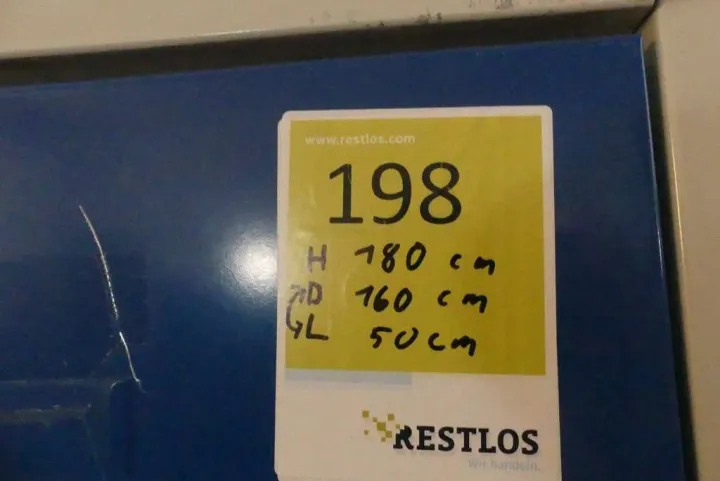 www.restlos.com
198
H 180 cm
D 160 cm
L 50 cm
RESTLOS
Wir handeln.